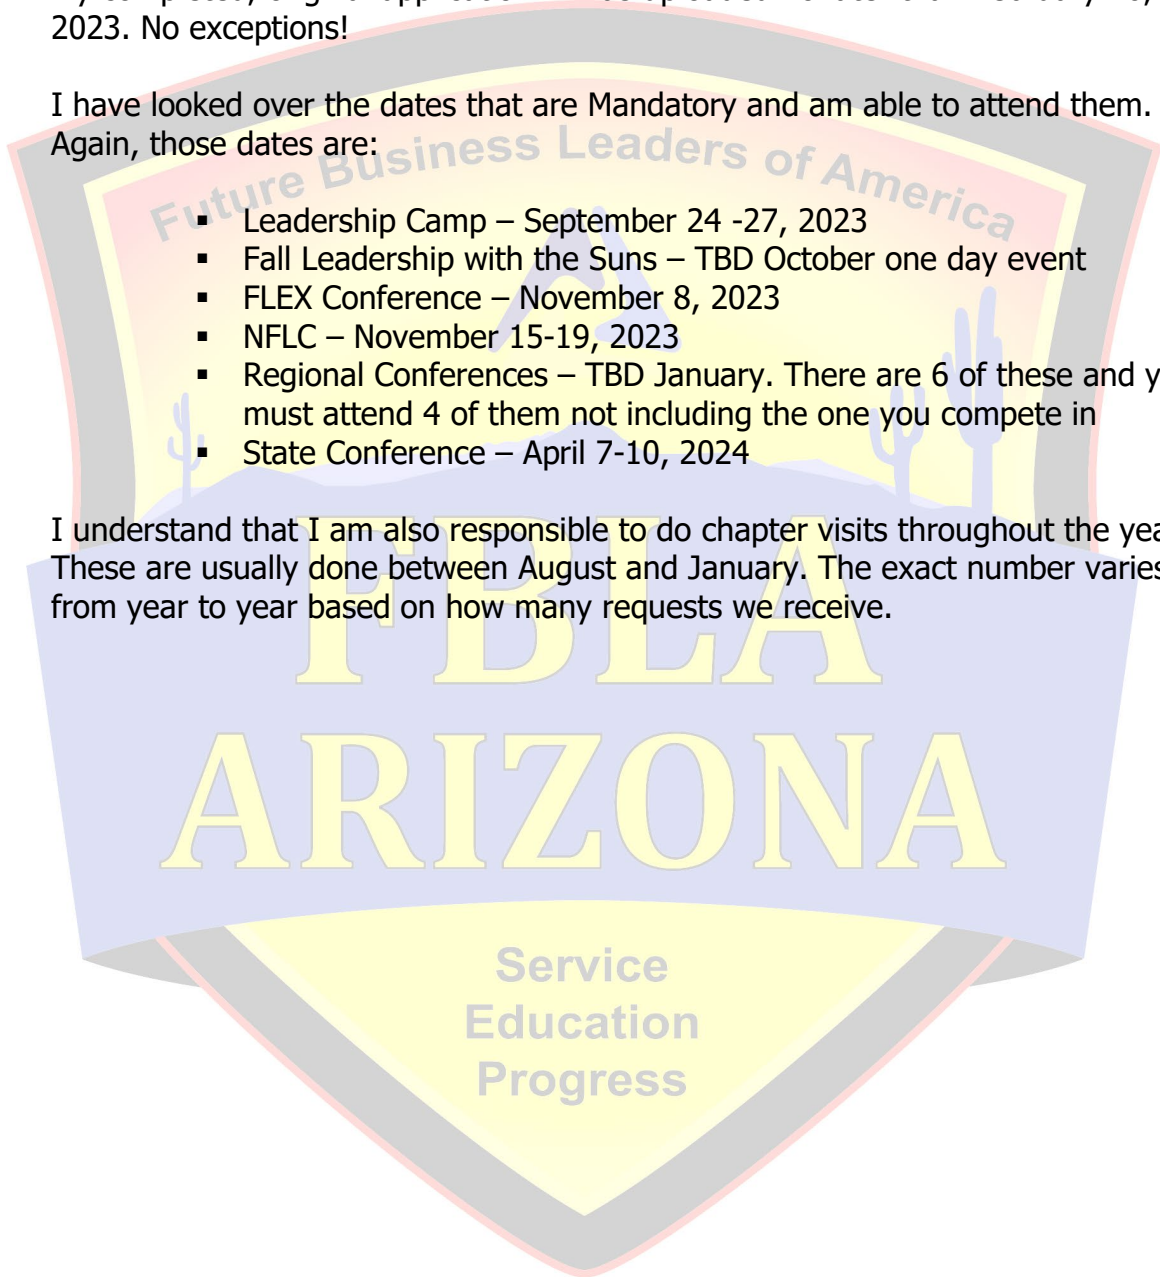 2023. No exceptions!
I have looked over the dates that are Mandatory and am able to attend them.
Again, those dates are:
Future Business Leaders of America
▪ Leadership Camp – September 24 -27, 2023
▪ Fall Leadership with the Suns – TBD October one day event
▪ FLEX Conference – November 8, 2023
▪ NFLC – November 15-19, 2023
▪ Regional Conferences – TBD January. There are 6 of these and
must attend 4 of them not including the one you compete in
▪ State Conference – April 7-10, 2024
I understand that I am also responsible to do chapter visits throughout the
These are usually done between August and January. The exact number varies
from year to year based on how many requests we receive.
FBLA
ARIZONA
Service
Education
Progress